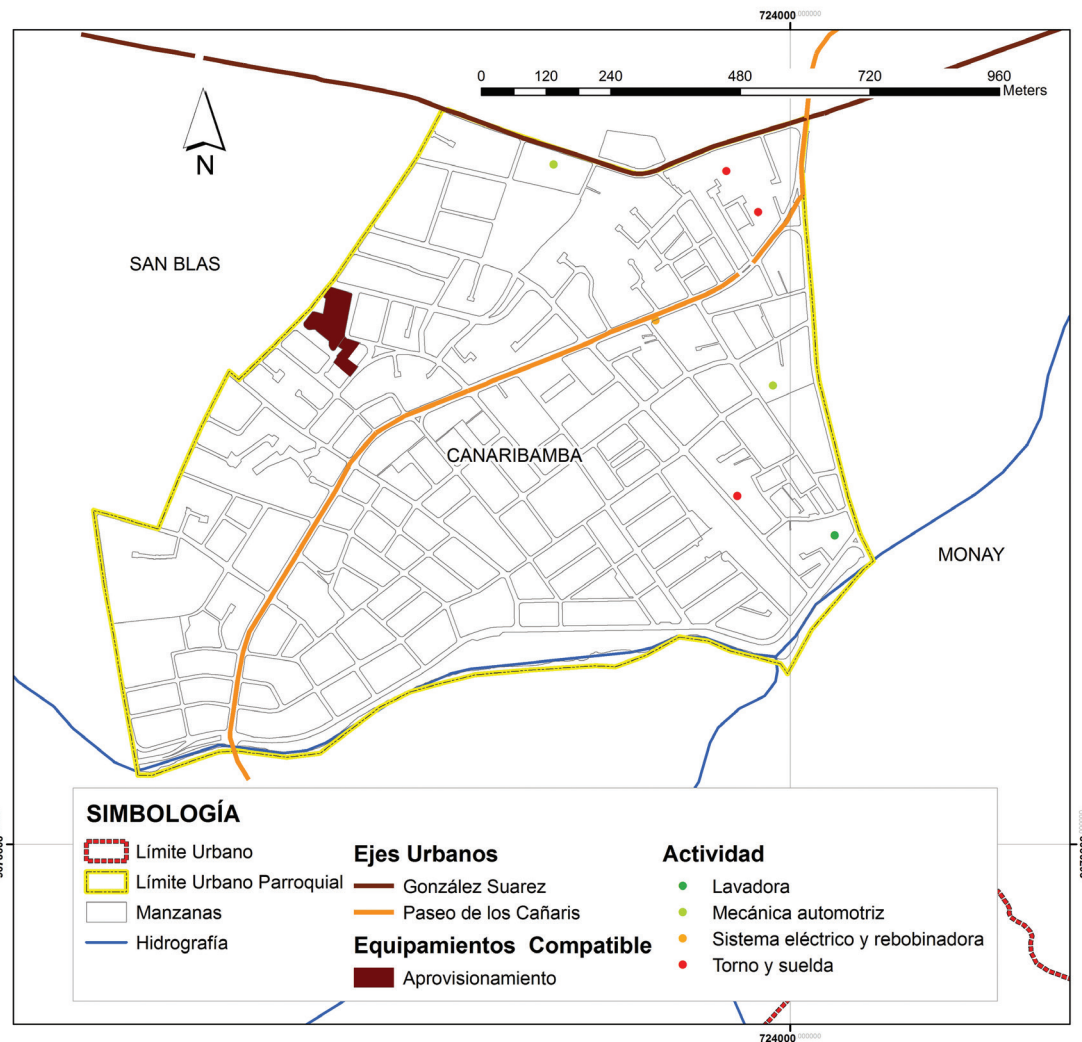 724000 000000
0 120 240 480 720 960
Meters
N
SAN BLAS
CANARIBAMBA
MONAY
SIMBOLOGÍA
Límite Urbano
Límite Urbano Parroquial
Manzanas
Hidrografía
Ejes Urbanos
González Suarez
Paseo de los Cañaris
Equipamientos Compatible
Aprovisionamiento
Actividad
Lavadora
Mecánica automotriz
Sistema eléctrico y rebobinadora
Torno y suelda
724000 000000